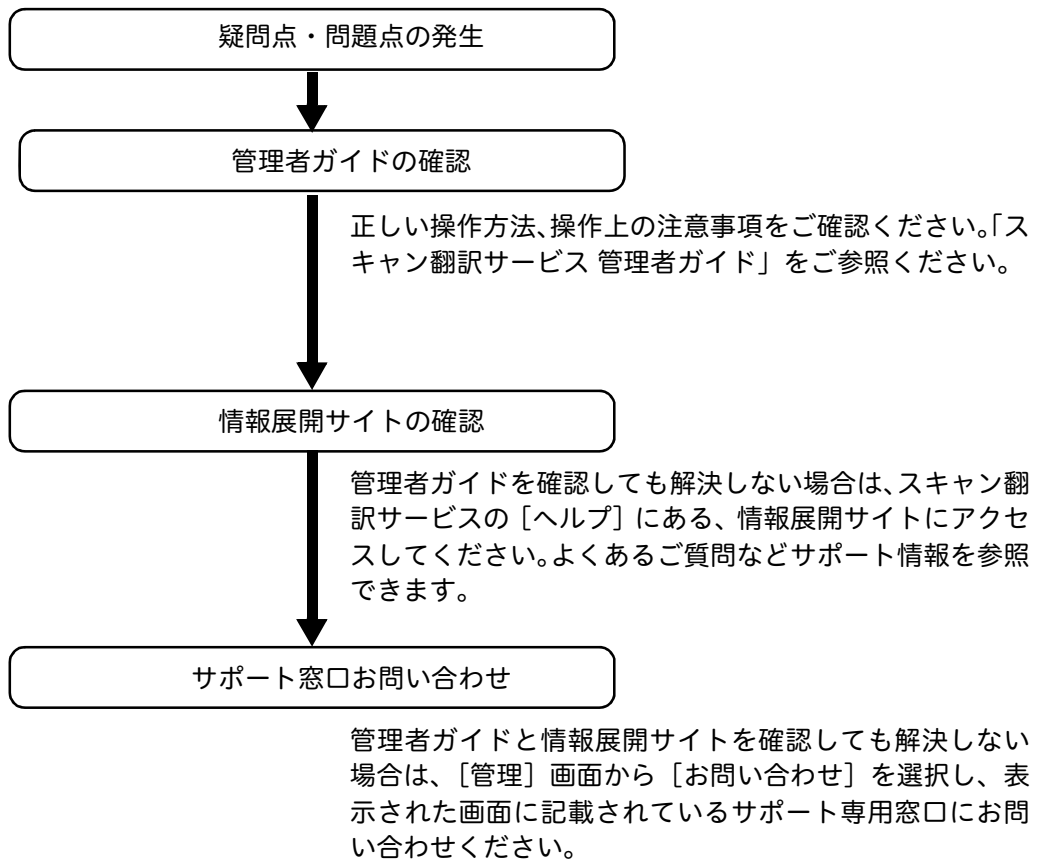 疑問点・問題点の発生
管理者ガイドの確認
正しい操作方法、操作上の注意事項をご確認ください。「ス
キャン翻訳サービス 管理者ガイド」をご参照ください。
情報展開サイトの確認
管理者ガイドを確認しても解決しない場合は、スキャン翻
訳サービスの［ヘルプ］にある、情報展開サイトにアクセ
スしてください。よくあるご質問などサポート情報を参照
できます。
サポート窓口お問い合わせ
管理者ガイドと情報展開サイトを確認しても解決しない
場合は、［管理］画面から［お問い合わせ］を選択し、表
示された画面に記載されているサポート専用窓口にお問
い合わせください。